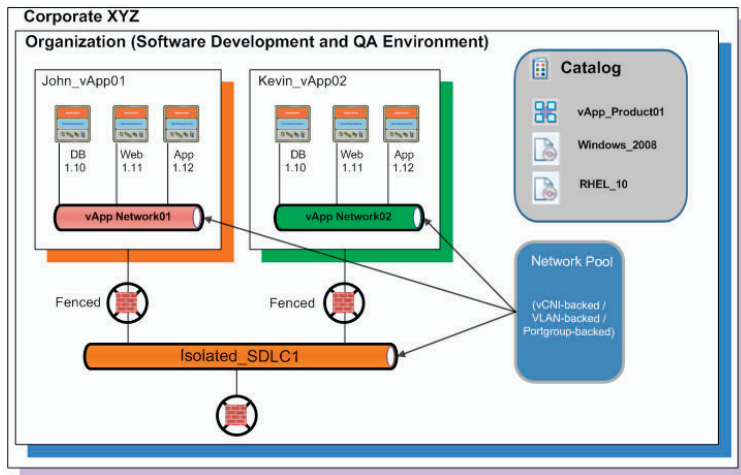 Corporate XYZ
Organization (Software Development and QA Environment)
John_vApp01
Kevin_vApp02
DB
1.10
Web
1.11
App
1.12
DB
1.10
Web
1.11
App
1.12
vApp Network01
vApp Network02
Catalog
vApp_Product01
Windows_2008
RHEL_10
Network Pool
(vCNI-backed /
VLAN-backed /
Portgroup-backed)
Fenced
Fenced
Isolated_SDLC1